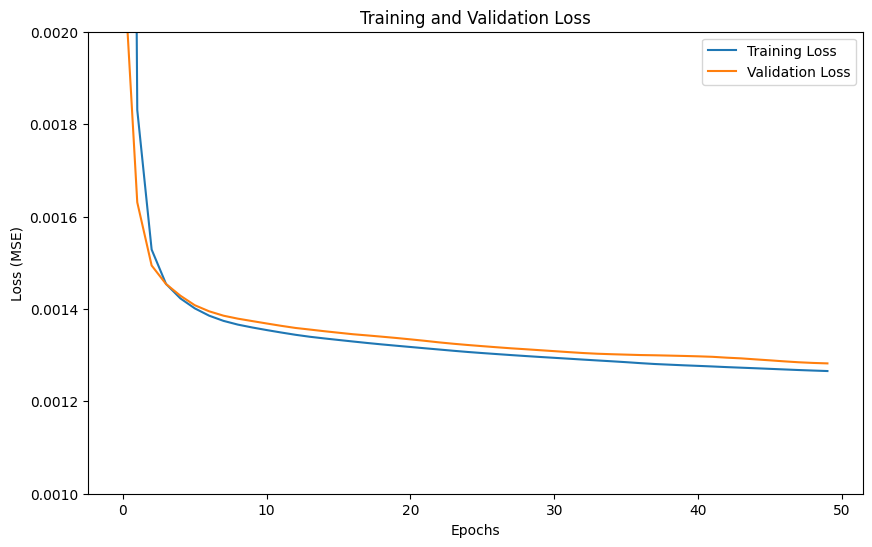 Training and Validation Loss
Training Loss
Validation Loss
Loss (MSE)
0.0020
0.0018
0.0016
0.0014
0.0012
0.0010
0
10
20
30
40
50
Epochs